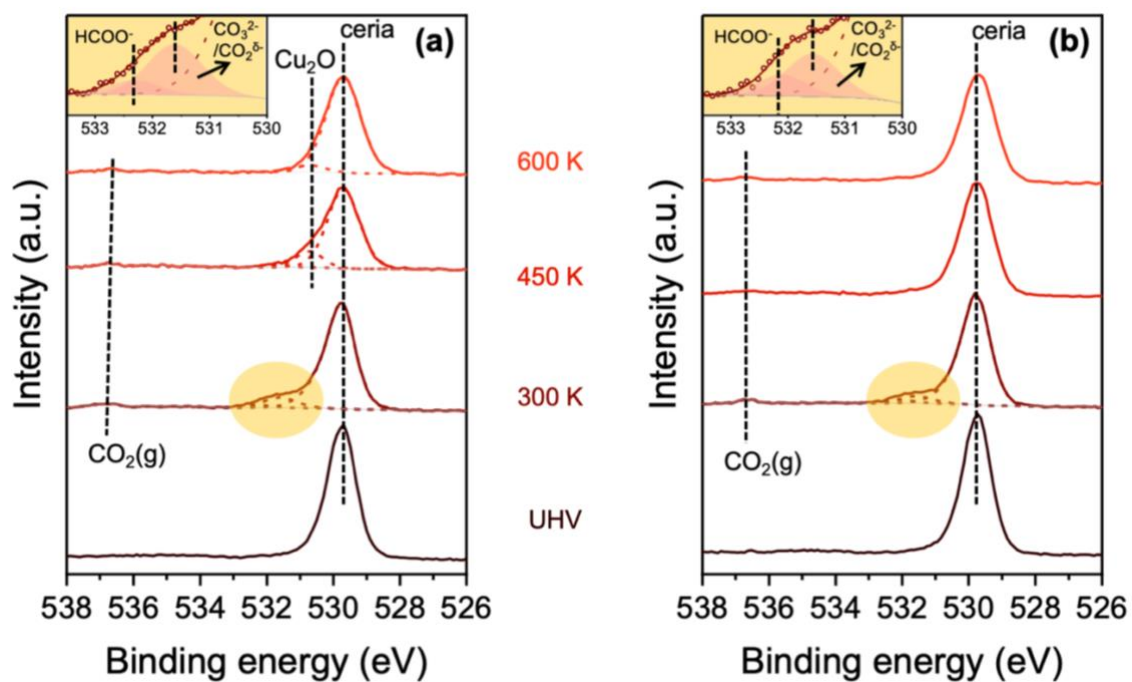 HCOO⁻
CO₃²⁻
/CO₂^δ⁻
533 532 531 530
ceria
(a)
Cu₂O
600 K
450 K
300 K
UHV
CO₂(g)
Intensity (a.u.)
538 536 534 532 530 528 526
Binding energy (eV)
HCOO⁻
CO₃²⁻
/CO₂^δ⁻
533 532 531 530
ceria
(b)
CO₂(g)
Intensity (a.u.)
538 536 534 532 530 528 526
Binding energy (eV)